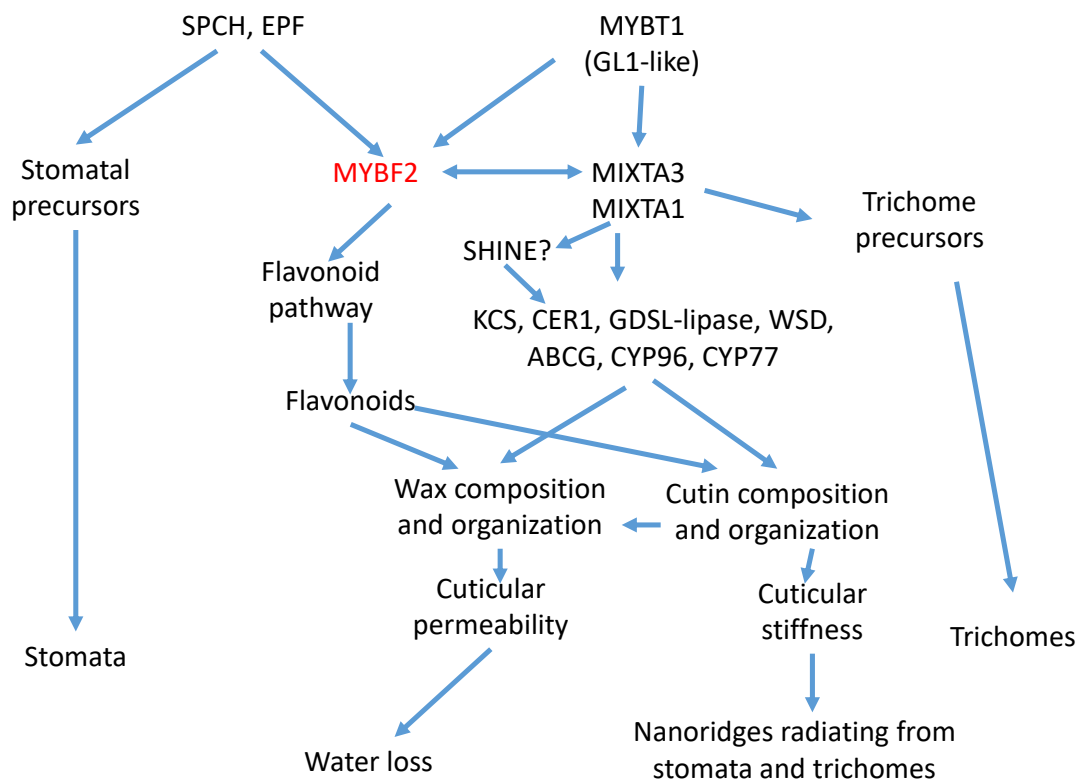 SPCH, EPF
MYBT1
(GL1-like)
Stomatal
precursors
MYBF2
MIXTA3
MIXTA1
Trichome
precursors
SHINE?
Flavonoid
pathway
KCS, CER1, GDSL-lipase, WSD,
ABCG, CYP96, CYP77
Flavonoids
Wax composition
and organization
Cutin composition
and organization
Cuticular
permeability
Cuticular
stiffness
Stomata
Trichomes
Water loss
Nanoridges radiating from
stomata and trichomes